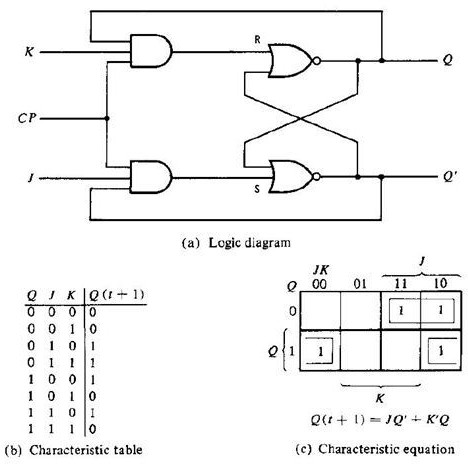 K
R
Q
CP
J
S
Q'
(a) Logic diagram
Q J K Q(t + 1)
0 0 0 0
0 0 1 0
0 1 0 1
0 1 1 1
1 0 0 1
1 0 1 0
1 1 0 1
1 1 1 0
(b) Characteristic table
JK
J
Q 00 01 11 10
0 1 1
Q 1 1 1
K
Q(t + 1) = JQ' + K'Q
(c) Characteristic equation